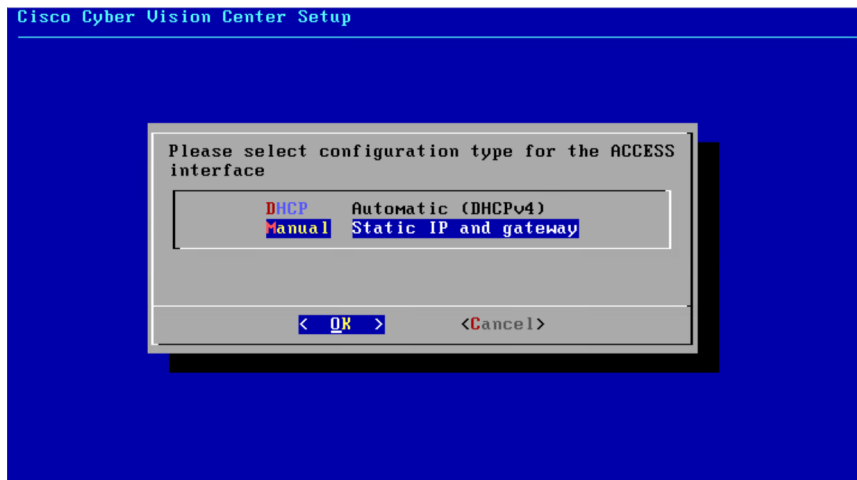 Cisco Cyber Vision Center Setup
Please select configuration type for the ACCESS
interface
DHCP Automatic (DHCPv4)
Manual Static IP and gateway
< OK > <Cancel>